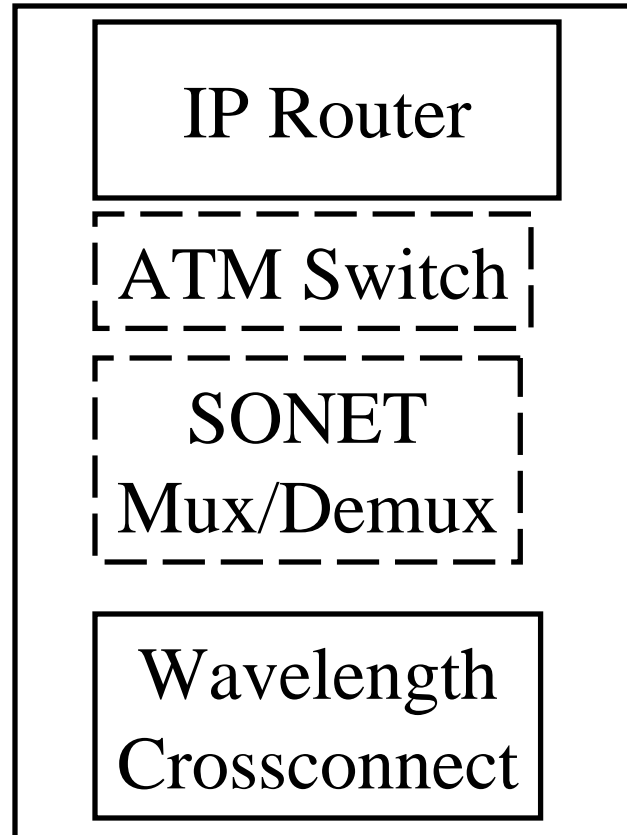 IP Router
ATM Switch
SONET
Mux/Demux
Wavelength
Crossconnect